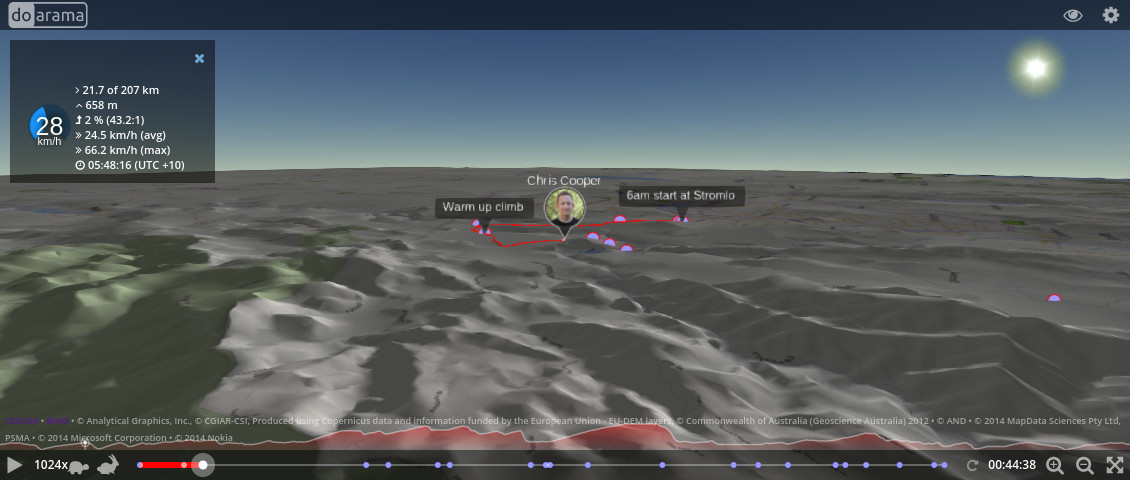 doarama
21.7 of 207 km
658 m
28
km/h
2 % (43.2:1)
24.5 km/h (avg)
66.2 km/h (max)
05:48:16 (UTC +10)
Chris Cooper
Warm up climb
6am start at Stromlo
• © Analytical Graphics, Inc., © CGIAR-CSI, Produced using Copernicus data and information funded by the European Union - EU-DEM layers, © Commonwealth of Australia (Geoscience Australia) 2012 • © AND • © 2014 MapData Sciences Pty Ltd,
PSMA • © 2014 Microsoft Corporation • © 2014 Nokia
1024x
00:44:38